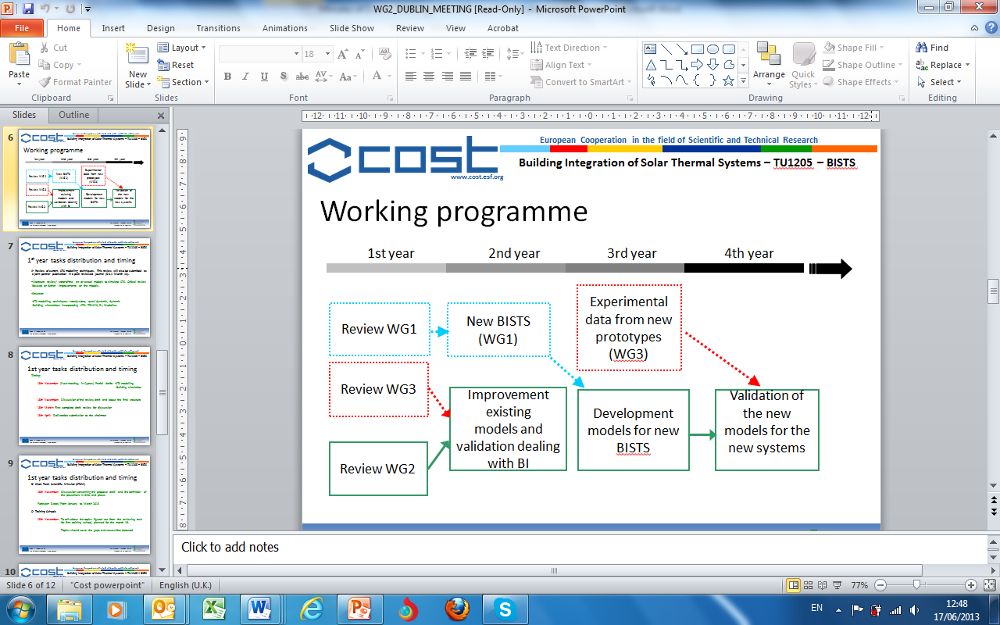 WG2_DUBLIN_MEETING [Read-Only] - Microsoft PowerPoint
File Home Insert Design Transitions Animations Slide Show Review View Acrobat
Paste
Cut
Copy
Format Painter
Clipboard
New Slide
Layout
Reset
Section
Slides
18
B I U S abc AV Aa A
Font
Text Direction
Align Text
Convert to SmartArt
Paragraph
Arrange
Quick Styles
Shape Fill
Shape Outline
Shape Effects
Drawing
Find
Replace
Select
Editing
Slides Outline
6
Working programme
7
1st year tasks distribution and timing
8
1st year tasks distribution and timing
9
1st year tasks distribution and timing
10
cost
www.cost.esf.org
European Cooperation in the field of Scientific and Technical Research
Building Integration of Solar Thermal Systems – TU1205 – BISTS
Working programme
1st year 2nd year 3rd year 4th year
Review WG1
New BISTS
(WG1)
Experimental
data from new
prototypes
(WG3)
Review WG3
Improvement
existing
models and
validation dealing
with BI
Development
models for new
BISTS
Validation of
the new
models for the
new systems
Review WG2
Click to add notes
Slide 6 of 12 "Cost powerpoint" English (U.K.) 77%
EN 12:48
17/06/2013